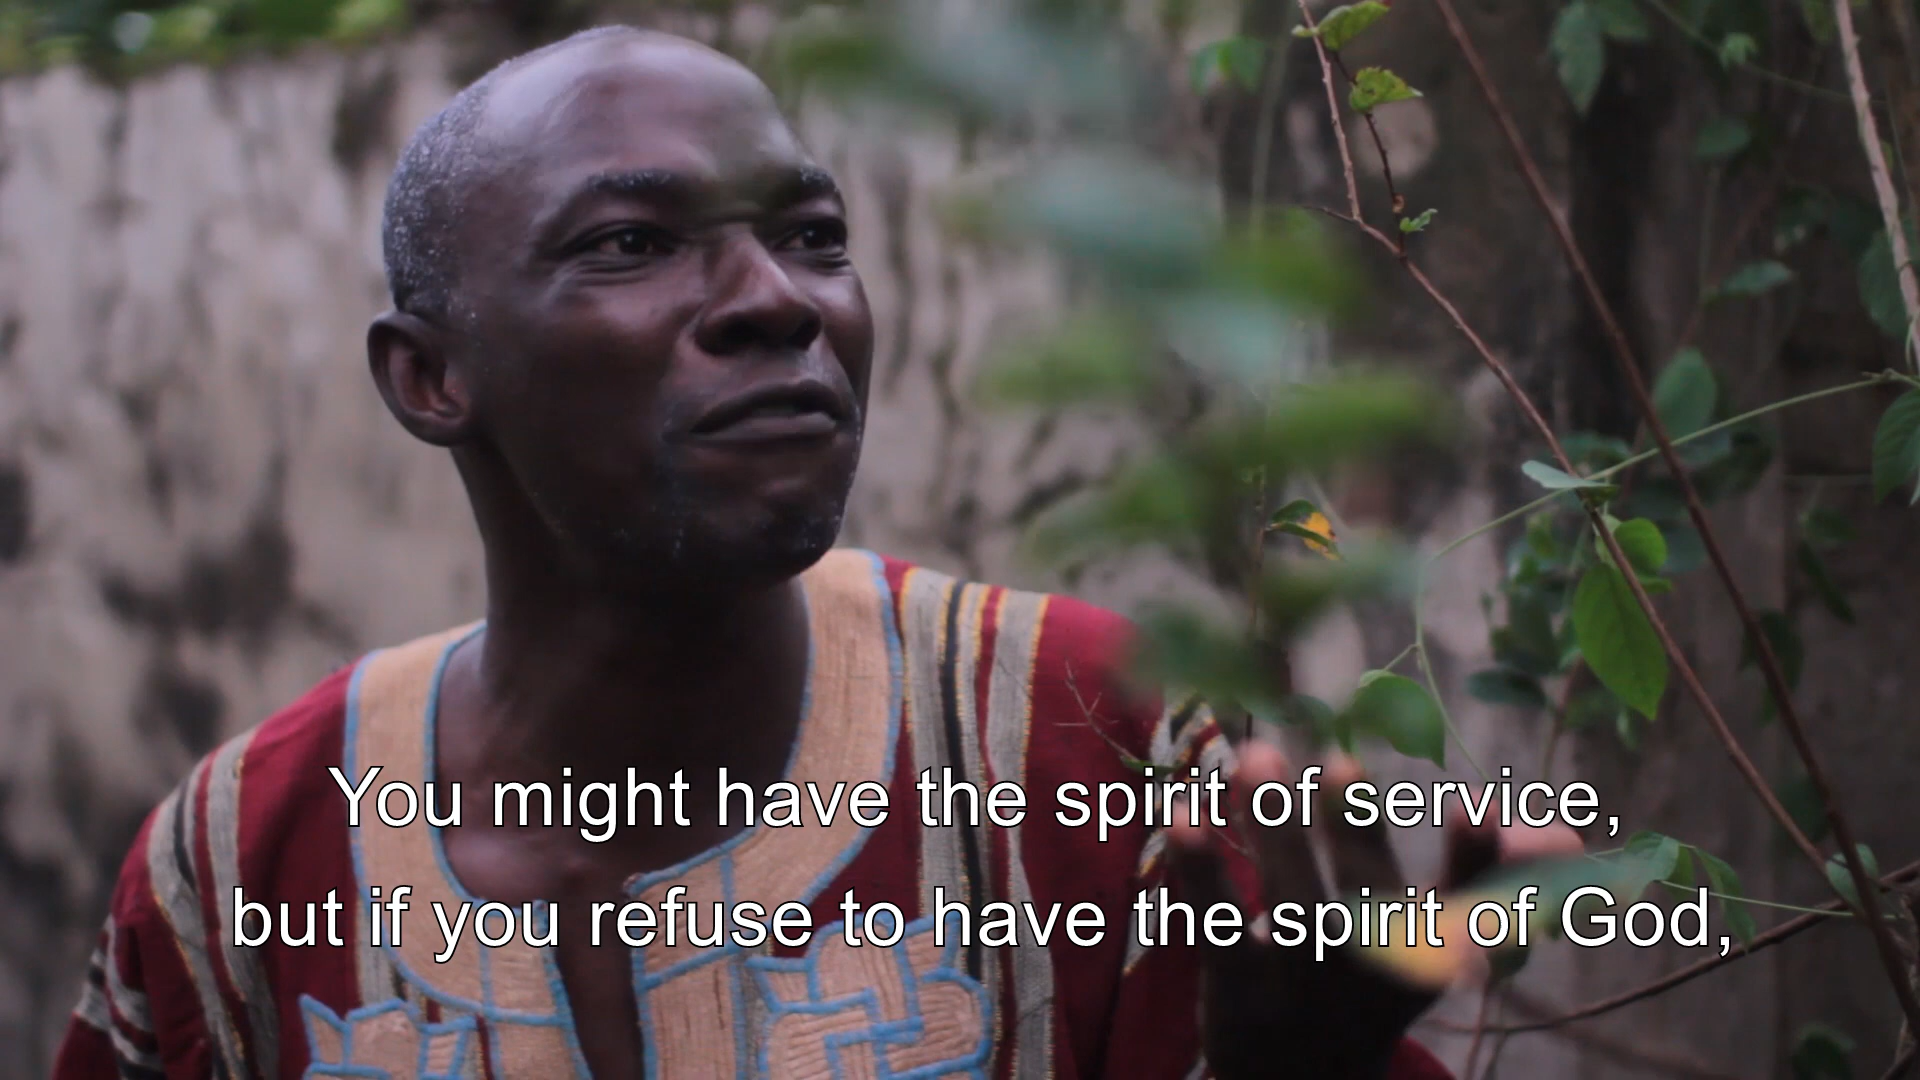 You might have the spirit of service,
but if you refuse to have the spirit of God,